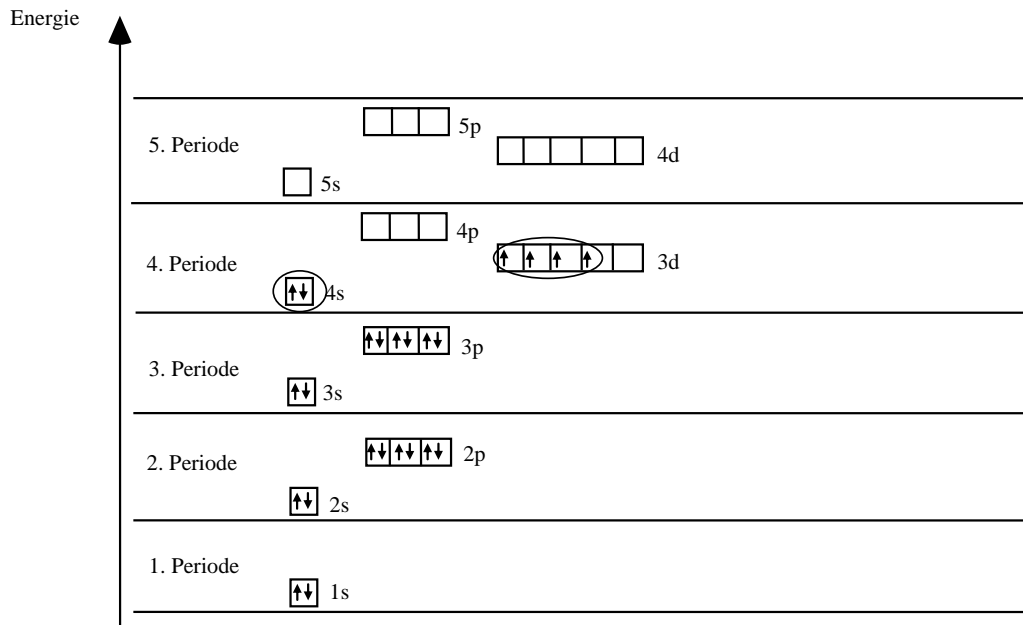 Energie
5p
5. Periode
4d
5s
4p
4. Periode
3d
4s
3p
3. Periode
3s
2p
2. Periode
2s
1. Periode
1s